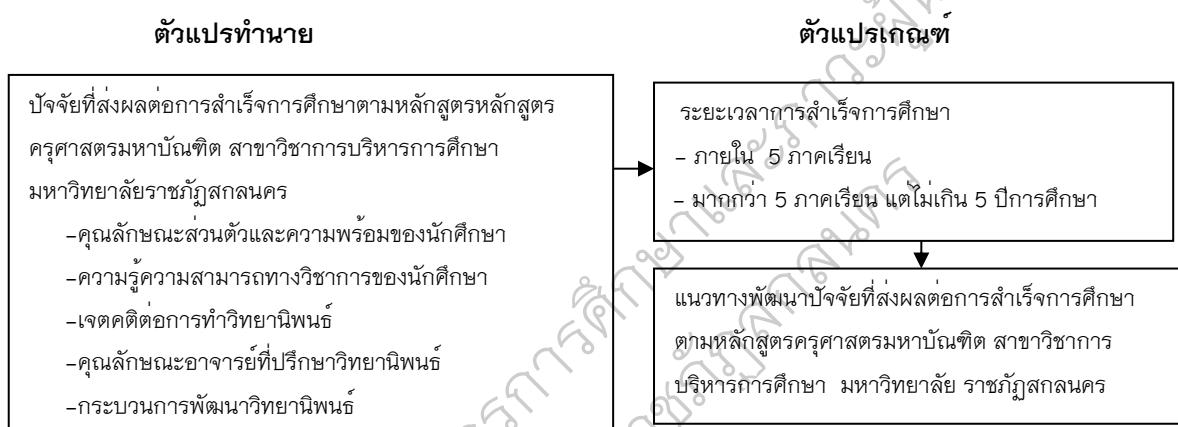 ตัวแปรทำนาย
ตัวแปรเกณฑ์
ปัจจัยที่ส่งผลต่อการสำเร็จการศึกษาตามหลักสูตรหลักสูตร
ครุศาสตรมหาบัณฑิต สาขาวิชาการบริหารการศึกษา
มหาวิทยาลัยราชภัฏสกลนคร
-คุณลักษณะส่วนตัวและความพร้อมของนักศึกษา
-ความรู้ความสามารถทางวิชาการของนักศึกษา
-เจตคติต่อการทำวิทยานิพนธ์
-คุณลักษณะอาจารย์ที่ปรึกษาวิทยานิพนธ์
-กระบวนการพัฒนาวิทยานิพนธ์
ระยะเวลาการสำเร็จการศึกษา
- ภายใน 5 ภาคเรียน
- มากกว่า 5 ภาคเรียน แต่ไม่เกิน 5 ปีการศึกษา
แนวทางพัฒนาปัจจัยที่ส่งผลต่อการสำเร็จการศึกษา
ตามหลักสูตรครุศาสตรมหาบัณฑิต สาขาวิชาการ
บริหารการศึกษา มหาวิทยาลัย ราชภัฏสกลนคร